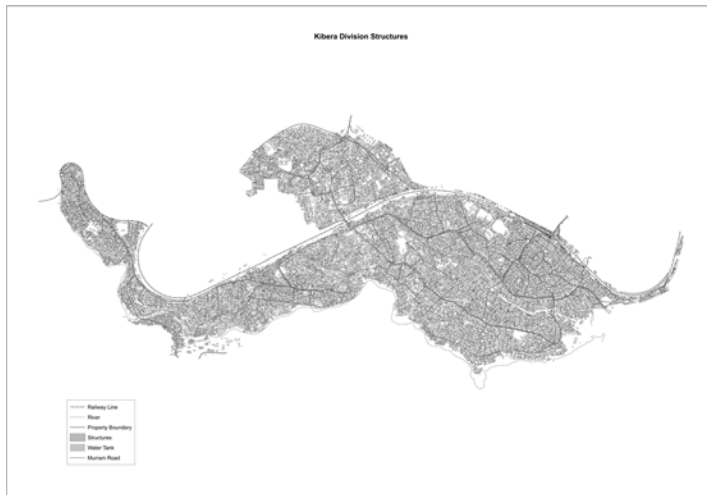 Kibera Division Structures
Railway Line
River
Property Boundary
Structures
Water Tank
Murram Road